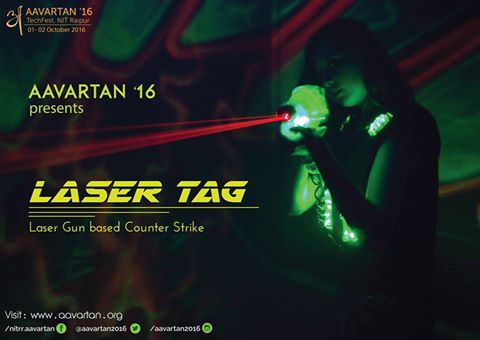 AAVARTAN '16
TechFest, NIT Raipur
01- 02 October 2016
AAVARTAN '16
presents
LASER TAG
Laser Gun based Counter Strike
Visit: www.aavartan.org
/nitrr.aavartan
@aavartan2016
/aavartan2016